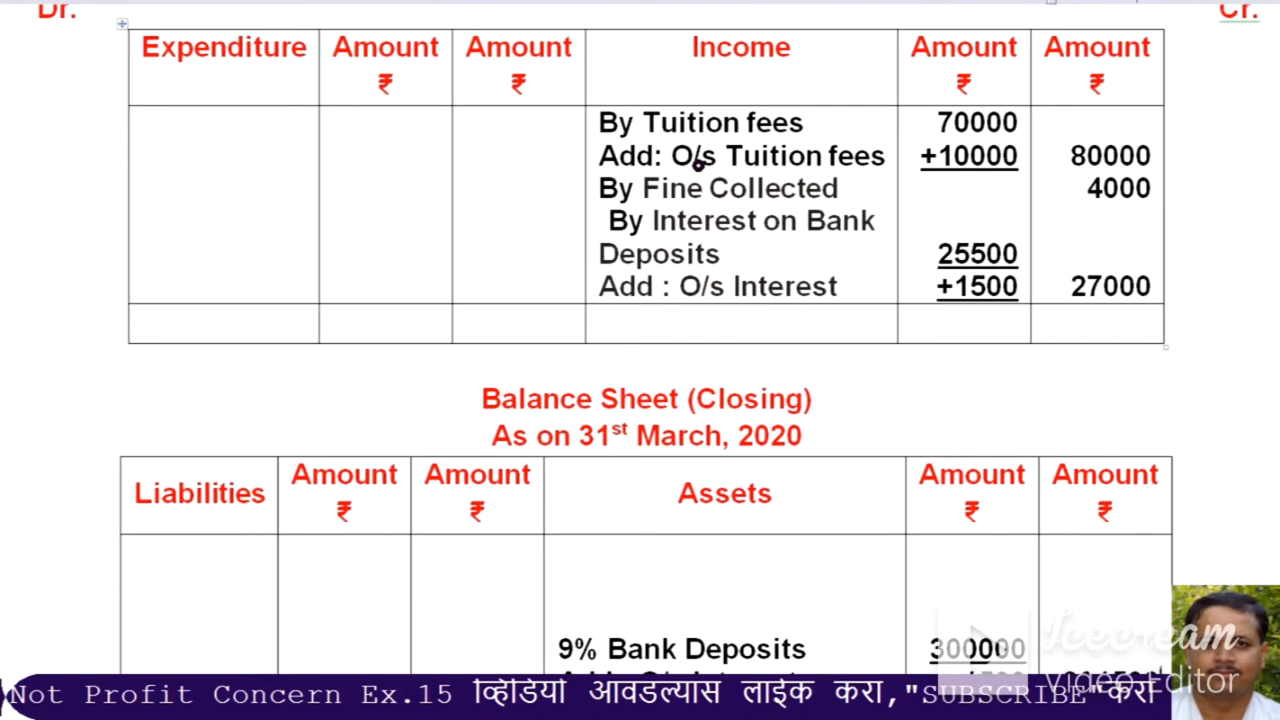 Dr.
Cr.
Expenditure
Amount
₹
Amount
₹
Income
Amount
₹
Amount
₹
By Tuition fees 70000
Add: O/s Tuition fees +10000 80000
By Fine Collected 4000
By Interest on Bank
Deposits 25500
Add : O/s Interest +1500 27000
Balance Sheet (Closing)
As on 31st March, 2020
Liabilities
Amount
₹
Amount
₹
Assets
Amount
₹
Amount
₹
9% Bank Deposits 300000
Icecream
Video Editor
Not Profit Concern Ex.15 व्हिडियो आवडल्यास लाईक करा,"SUBSCRIBE"करा